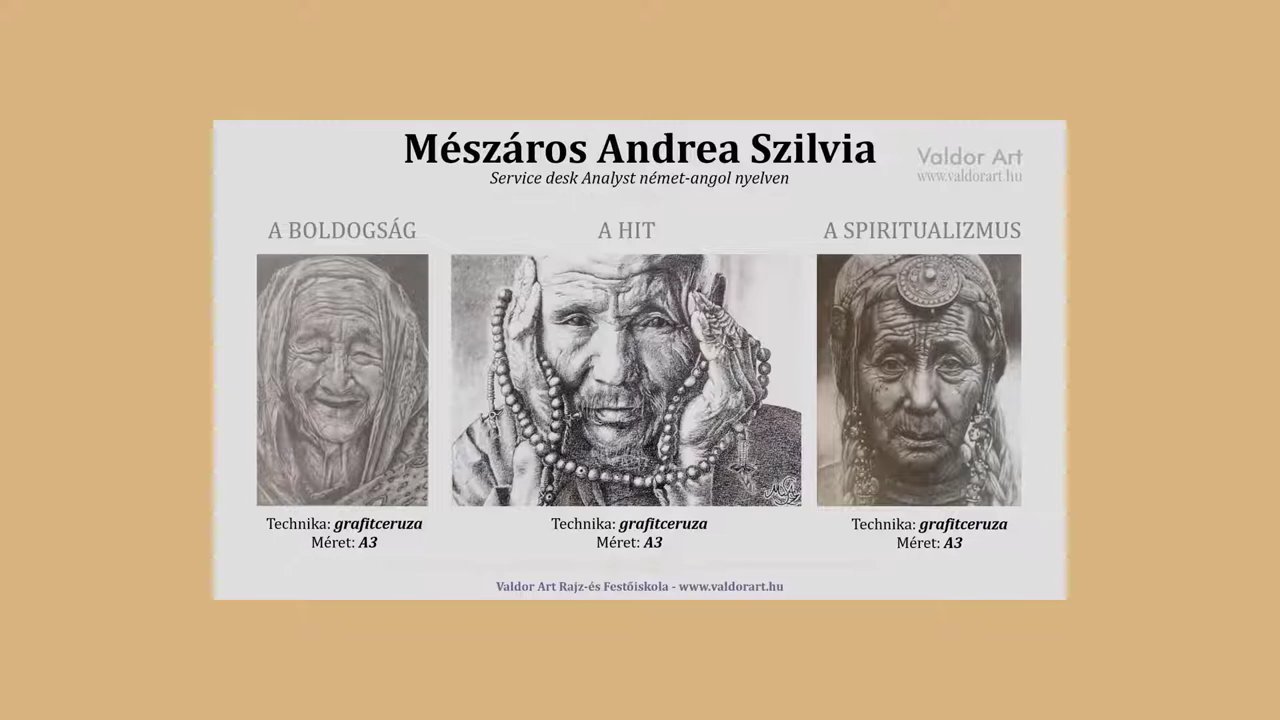 Mészáros Andrea Szilvia
Service desk Analyst német-angol nyelven
Valdor Art
www.valdorart.hu
A BOLDOGSÁG
A HIT
A SPIRITUALIZMUS
Technika: grafitceruza
Méret: A3
Technika: grafitceruza
Méret: A3
Technika: grafitceruza
Méret: A3
Valdor Art Rajz-és Festőiskola - www.valdorart.hu